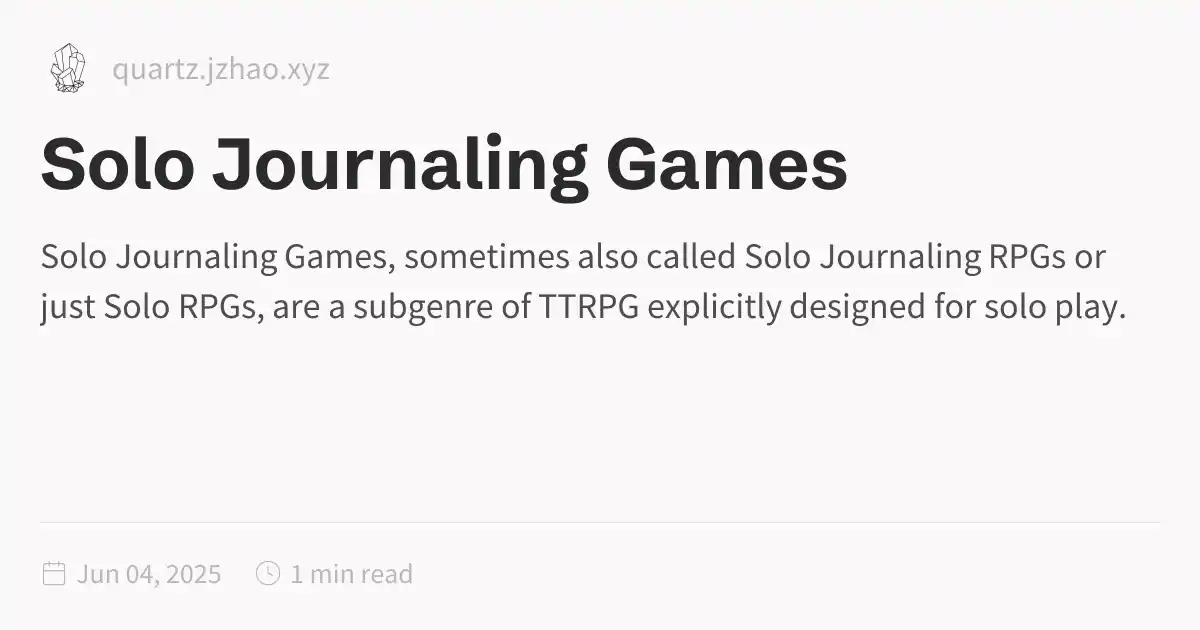 quartz.jzhao.xyz
Solo Journaling Games
Solo Journaling Games, sometimes also called Solo Journaling RPGs or
just Solo RPGs, are a subgenre of TTRPG explicitly designed for solo play.
Jun 04, 2025 1 min read